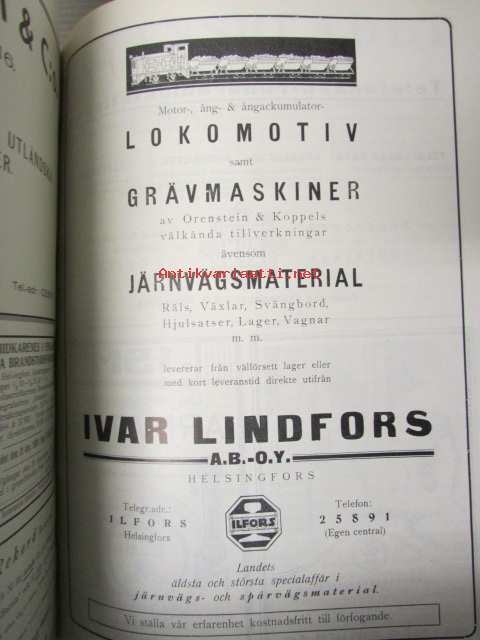 & C:o
UTLÄNDSKA
Motor-, ång- & ångackumulator-
LOKOMOTIV
samt
GRÄVMASKINER
av Orenstein & Koppels
välkända tillverkningar
ävensom
Antikvariaatti.net
JÄRNVÄGSMATERIAL
Räls, Växlar, Svängbord,
Hjulsatser, Lager, Vagnar
m. m.
levererar från välförsett lager eller
med kort leveranstid direkte utifrån
IVAR LINDFORS
A.B.-O.Y.
HELSINGFORS
Telegr.adr.:
ILFORS
Helsingfors
ILFORS
Telefon:
25891
(Egen central)
Landets
äldsta och största specialaffär i
järnvägs- och spårvägsmaterial.
Vi ställa vår erfarenhet kostnadsfritt till förfogande.